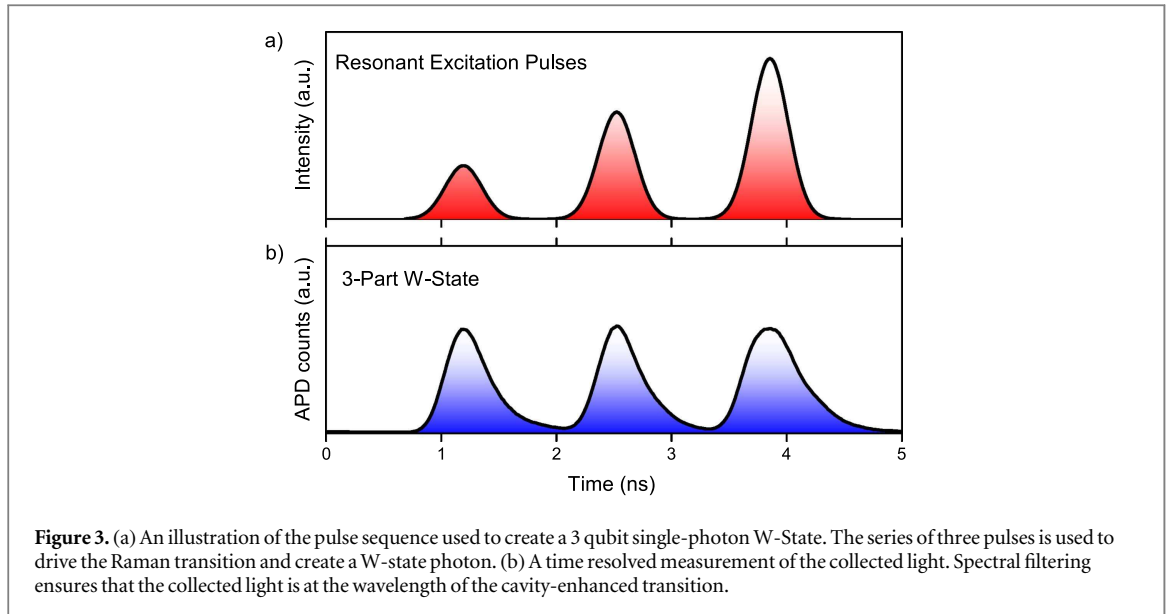 a)
Resonant Excitation Pulses
Intensity (a.u.)
b)
3-Part W-State
APD counts (a.u.)
0 1 2 3 4 5
Time (ns)
Figure 3. (a) An illustration of the pulse sequence used to create a 3 qubit single-photon W-State. The series of three pulses is used to
drive the Raman transition and create a W-state photon. (b) A time resolved measurement of the collected light. Spectral filtering
ensures that the collected light is at the wavelength of the cavity-enhanced transition.